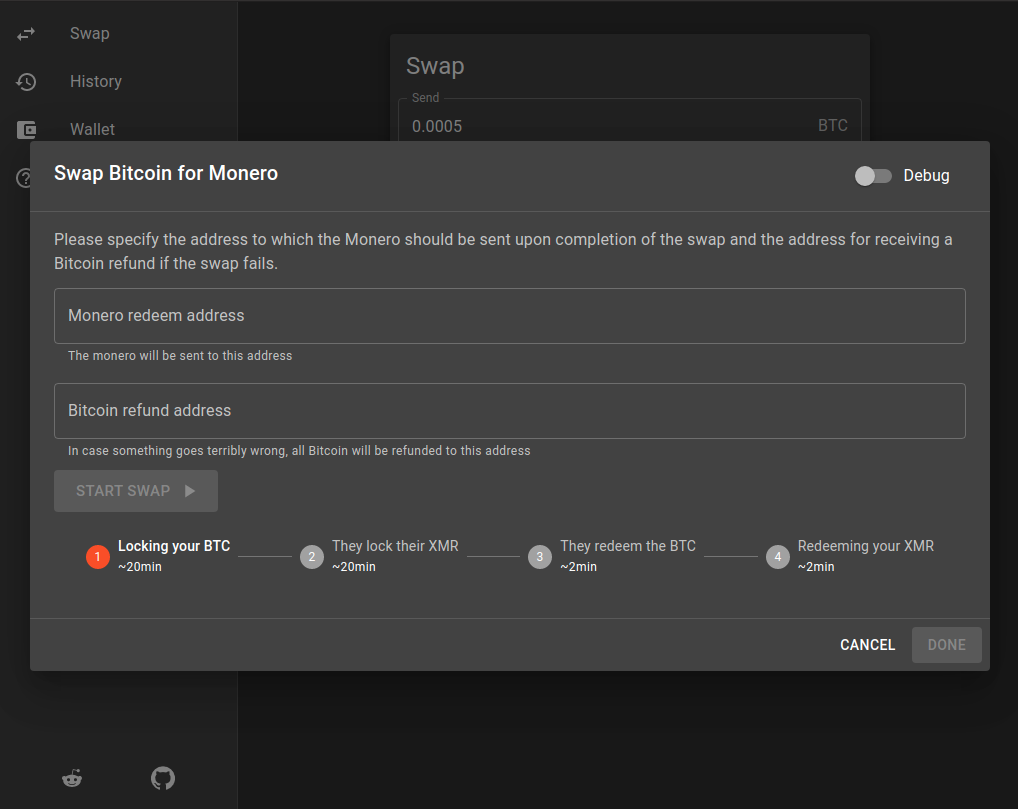 Swap
History
Wallet
Swap
Send
0.0005 BTC
Swap Bitcoin for Monero
Debug
Please specify the address to which the Monero should be sent upon completion of the swap and the address for receiving a
Bitcoin refund if the swap fails.
Monero redeem address
The monero will be sent to this address
Bitcoin refund address
In case something goes terribly wrong, all Bitcoin will be refunded to this address
START SWAP
1 Locking your BTC
~20min
2 They lock their XMR
~20min
3 They redeem the BTC
~2min
4 Redeeming your XMR
~2min
CANCEL
DONE